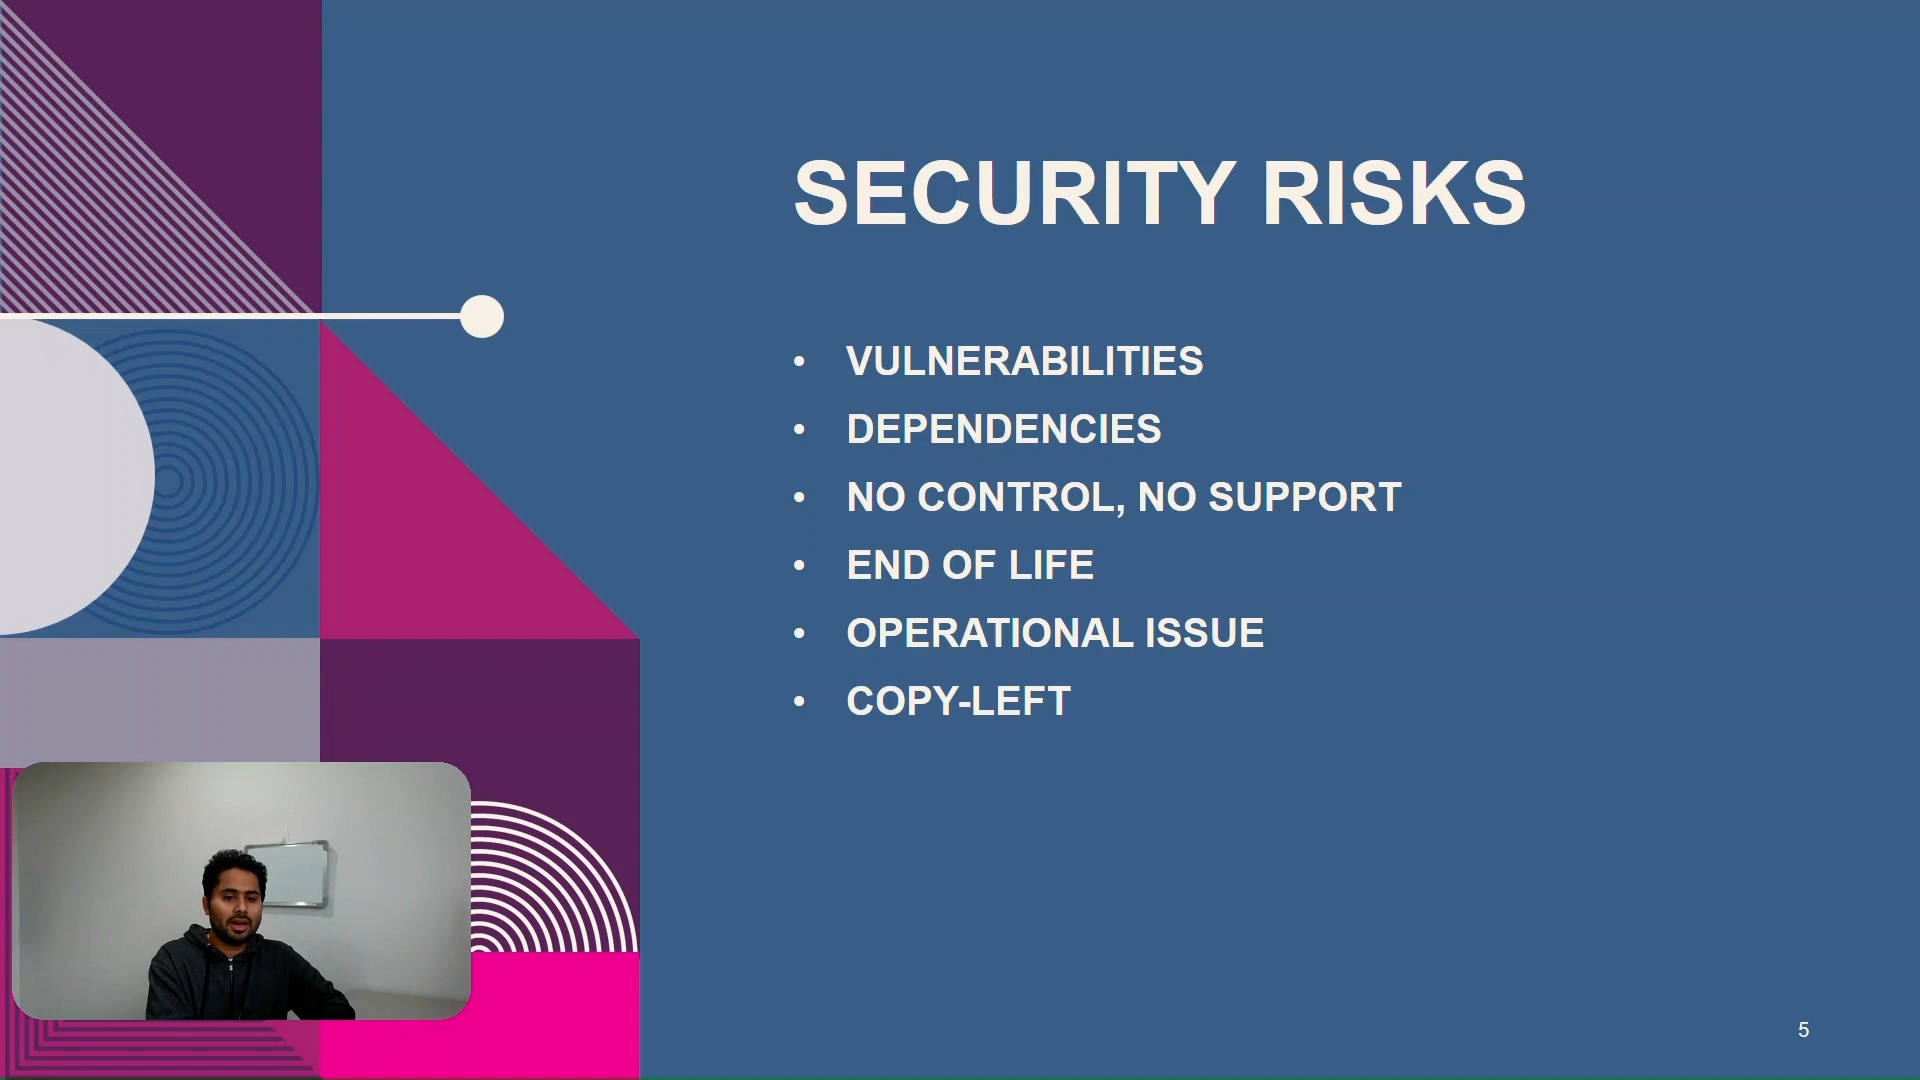 SECURITY RISKS
• VULNERABILITIES
• DEPENDENCIES
• NO CONTROL, NO SUPPORT
• END OF LIFE
• OPERATIONAL ISSUE
• COPY-LEFT
5